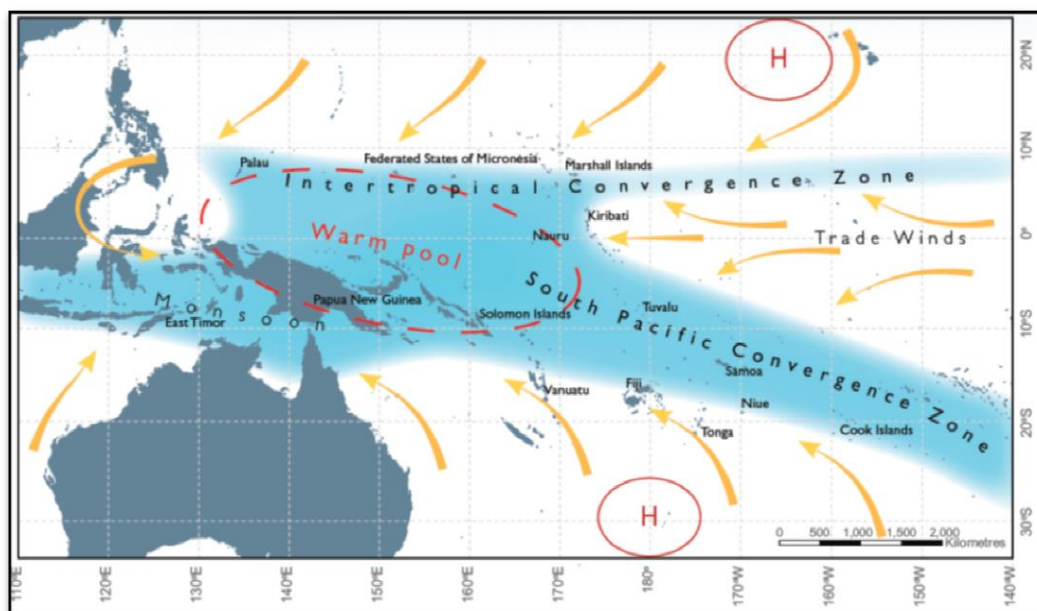 H
20°N
10°N
Palau
Federated States of Micronesia
Marshall Islands
Intertropical Convergence Zone
Kiribati
Warm pool
Nauru
Trade Winds
0°
South Pacific Convergence Zone
Monsoon
Papua New Guinea
East Timor
Solomon Islands
Tuvalu
10°S
Samoa
Vanuatu
Fiji
Niue
Tonga
Cook Islands
20°S
H
30°S
0 500 1,000 1,500 2,000
Kilometres
110°E 120°E 130°E 140°E 150°E 160°E 170°E 180° 170°W 160°W 150°W 140°W